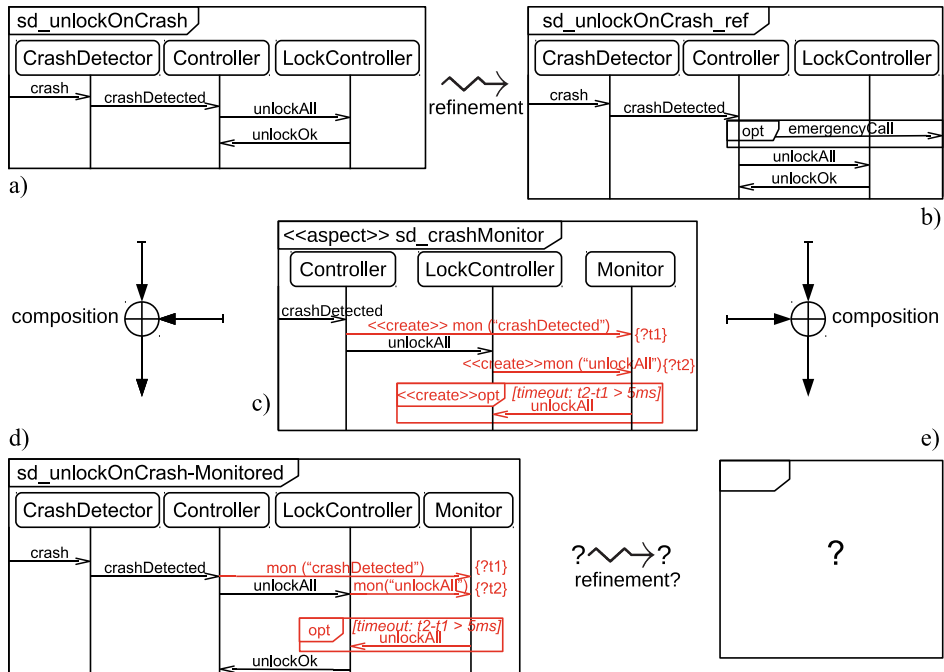 sd_unlockOnCrash
CrashDetector Controller LockController
crash
crashDetected
unlockAll
unlockOk
a)
refinement
sd_unlockOnCrash_ref
CrashDetector Controller LockController
crash
crashDetected
opt emergencyCall
unlockAll
unlockOk
b)
composition
<<aspect>> sd_crashMonitor
Controller LockController Monitor
crashDetected
<<create>> mon ("crashDetected") {?t1}
unlockAll
<<create>>mon ("unlockAll"){?t2}
<<create>>opt [timeout: t2-t1 > 5ms]
unlockAll
c)
composition
d)
sd_unlockOnCrash-Monitored
CrashDetector Controller LockController Monitor
crash
crashDetected
mon ("crashDetected") {?t1}
unlockAll mon("unlockAll") {?t2}
opt [timeout: t2-t1 > 5ms]
unlockAll
unlockOk
? ?
refinement?
e)
?